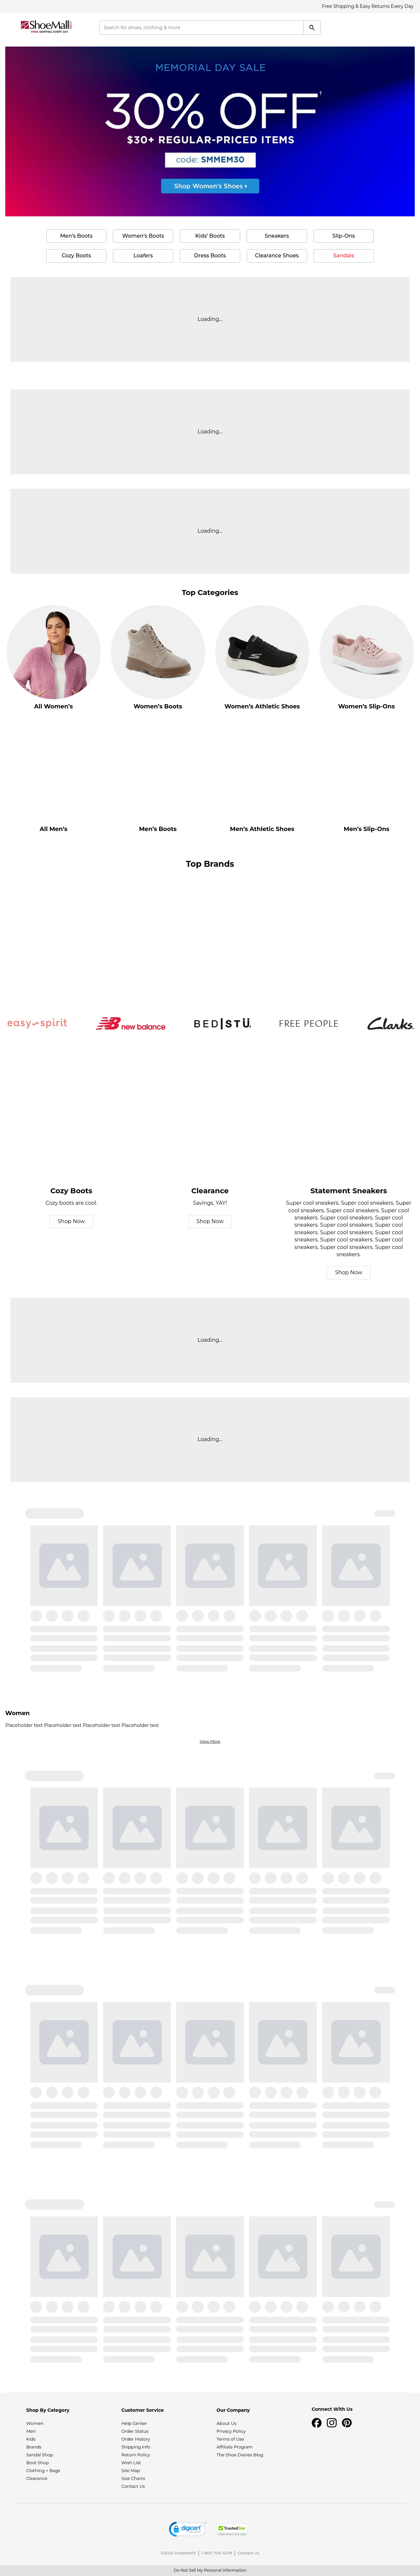 Free Shipping & Easy Returns Every Day
ShoeMall
FREE SHIPPING EVERY DAY
Search for shoes, clothing & more
MEMORIAL DAY SALE
30% OFF†
$30+ REGULAR-PRICED ITEMS
code: SMMEM30
Shop Women's Shoes
Men's Boots
Women's Boots
Kids' Boots
Sneakers
Slip-Ons
Cozy Boots
Loafers
Dress Boots
Clearance Shoes
Sandals
Loading...
Loading...
Loading...
Top Categories
All Women's
Women's Boots
Women's Athletic Shoes
Women's Slip-Ons
All Men's
Men's Boots
Men's Athletic Shoes
Men's Slip-Ons
Top Brands
easy spirit
new balance
BED|STÜ.
FREE PEOPLE
Clarks.
Cozy Boots
Cozy boots are cool.
Shop Now
Clearance
Savings, YAY!
Shop Now
Statement Sneakers
Super cool sneakers. Super cool sneakers. Super
cool sneakers. Super cool sneakers. Super cool
sneakers. Super cool sneakers. Super cool
sneakers. Super cool sneakers. Super cool
sneakers. Super cool sneakers. Super cool
sneakers. Super cool sneakers. Super cool
sneakers. Super cool sneakers. Super cool
sneakers.
Shop Now
Loading...
Loading...
Women
Placeholder text Placeholder text Placeholder text Placeholder text
View More
Shop By Category
Women
Men
Kids
Brands
Sandal Shop
Boot Shop
Clothing + Bags
Clearance
Customer Service
Help Center
Order Status
Order History
Shipping Info
Return Policy
Wish List
Site Map
Size Charts
Contact Us
Our Company
About Us
Privacy Policy
Terms of Use
Affiliate Program
The Shoe Diaries Blog
Connect With Us
digicert
TrustedSite
CERTIFIED SECURE
©2024 ShoeMall® | 1-800-704-5478 | Contact Us
Do Not Sell My Personal Information